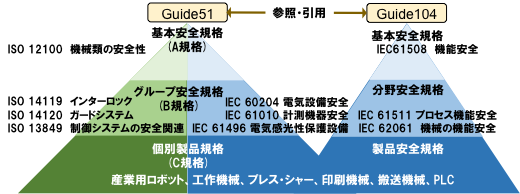 Guide51 参照・引用 Guide104
基本安全規格 基本安全規格
ISO 12100 機械類の安全性 (A規格) IEC61508 機能安全
グループ安全規格 分野安全規格
ISO 14119 インターロック (B規格) IEC 60204 電気設備安全
ISO 14120 ガードシステム IEC 61010 計測機器安全 IEC 61511 プロセス機能安全
ISO 13849 制御システムの安全関連 IEC 61496 電気感光性保護設備 IEC 62061 機械の機能安全
個別製品規格 製品安全規格
(C規格)
産業用ロボット、工作機械、プレス・シャー、印刷機械、搬送機械、PLC